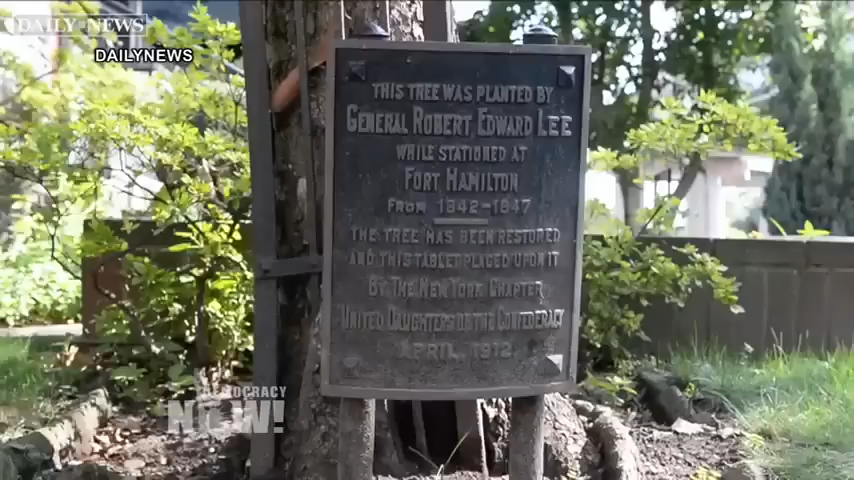 DAILY NEWS
DAILYNEWS
THIS TREE WAS PLANTED BY
GENERAL ROBERT EDWARD LEE
WHILE STATIONED AT
FORT HAMILTON
FROM 1842-1847
THE TREE HAS BEEN RESTORED
AND THIS TABLET PLACED UPON IT
BY THE NEW YORK CHAPTER
UNITED DAUGHTERS OF THE CONFEDERACY
APRIL, 1912
THE DEMOCRACY
NOW!